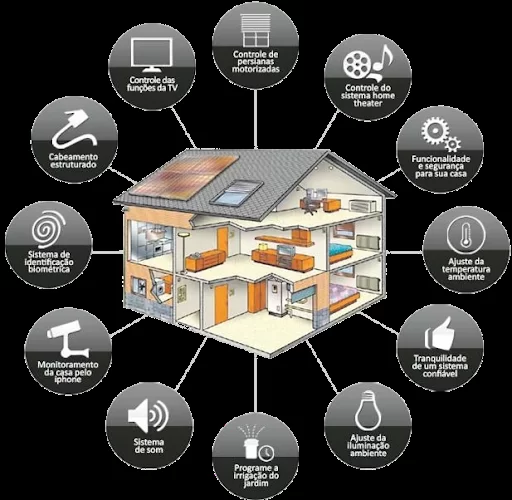 Controle de
persianas
motorizadas
Controle do
sistema home
theater
Funcionalidade
e segurança
para sua casa
Ajuste da
temperatura
ambiente
Tranquilidade
de um sistema
confiável
Ajuste da
iluminação
ambiente
Programe a
irrigação do
jardim
Sistema
de som
Monitoramento
da casa pelo
iphone
Sistema de
identificação
biométrica
Cabeamento
estruturado
Controle das
funções da TV